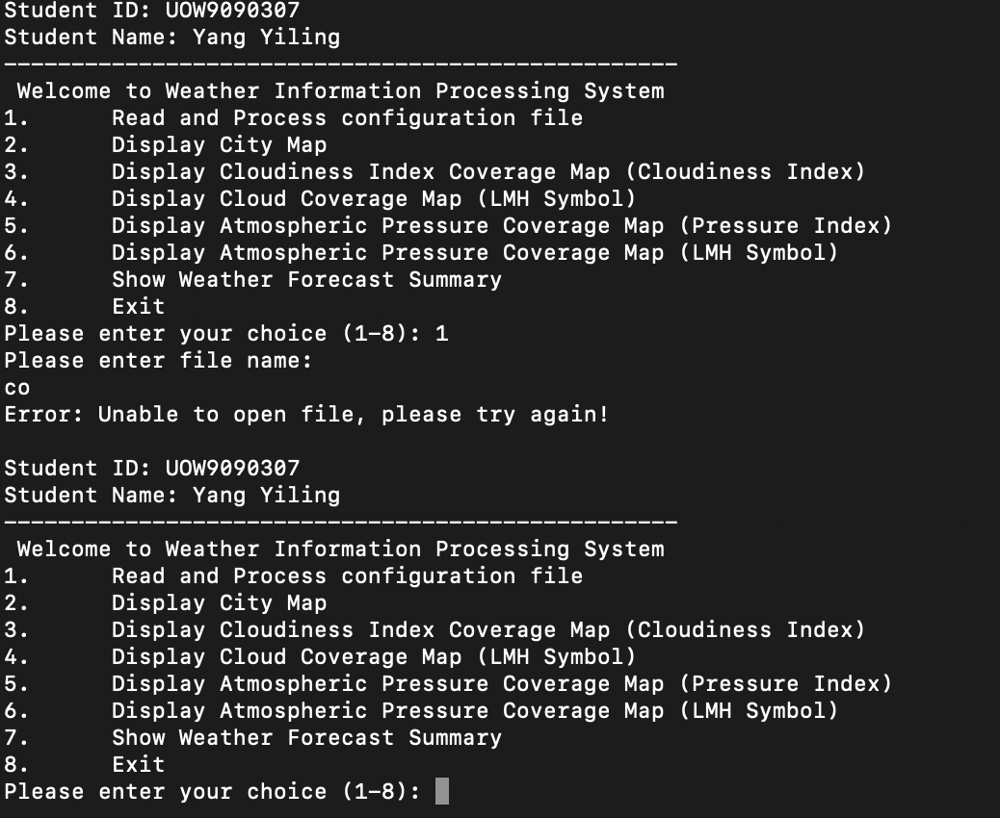 Student ID: UOW9090307
Student Name: Yang Yiling
--------------------------------------------------
 Welcome to Weather Information Processing System
1.      Read and Process configuration file
2.      Display City Map
3.      Display Cloudiness Index Coverage Map (Cloudiness Index)
4.      Display Cloud Coverage Map (LMH Symbol)
5.      Display Atmospheric Pressure Coverage Map (Pressure Index)
6.      Display Atmospheric Pressure Coverage Map (LMH Symbol)
7.      Show Weather Forecast Summary
8.      Exit
Please enter your choice (1-8): 1
Please enter file name:
co
Error: Unable to open file, please try again!

Student ID: UOW9090307
Student Name: Yang Yiling
--------------------------------------------------
 Welcome to Weather Information Processing System
1.      Read and Process configuration file
2.      Display City Map
3.      Display Cloudiness Index Coverage Map (Cloudiness Index)
4.      Display Cloud Coverage Map (LMH Symbol)
5.      Display Atmospheric Pressure Coverage Map (Pressure Index)
6.      Display Atmospheric Pressure Coverage Map (LMH Symbol)
7.      Show Weather Forecast Summary
8.      Exit
Please enter your choice (1-8):